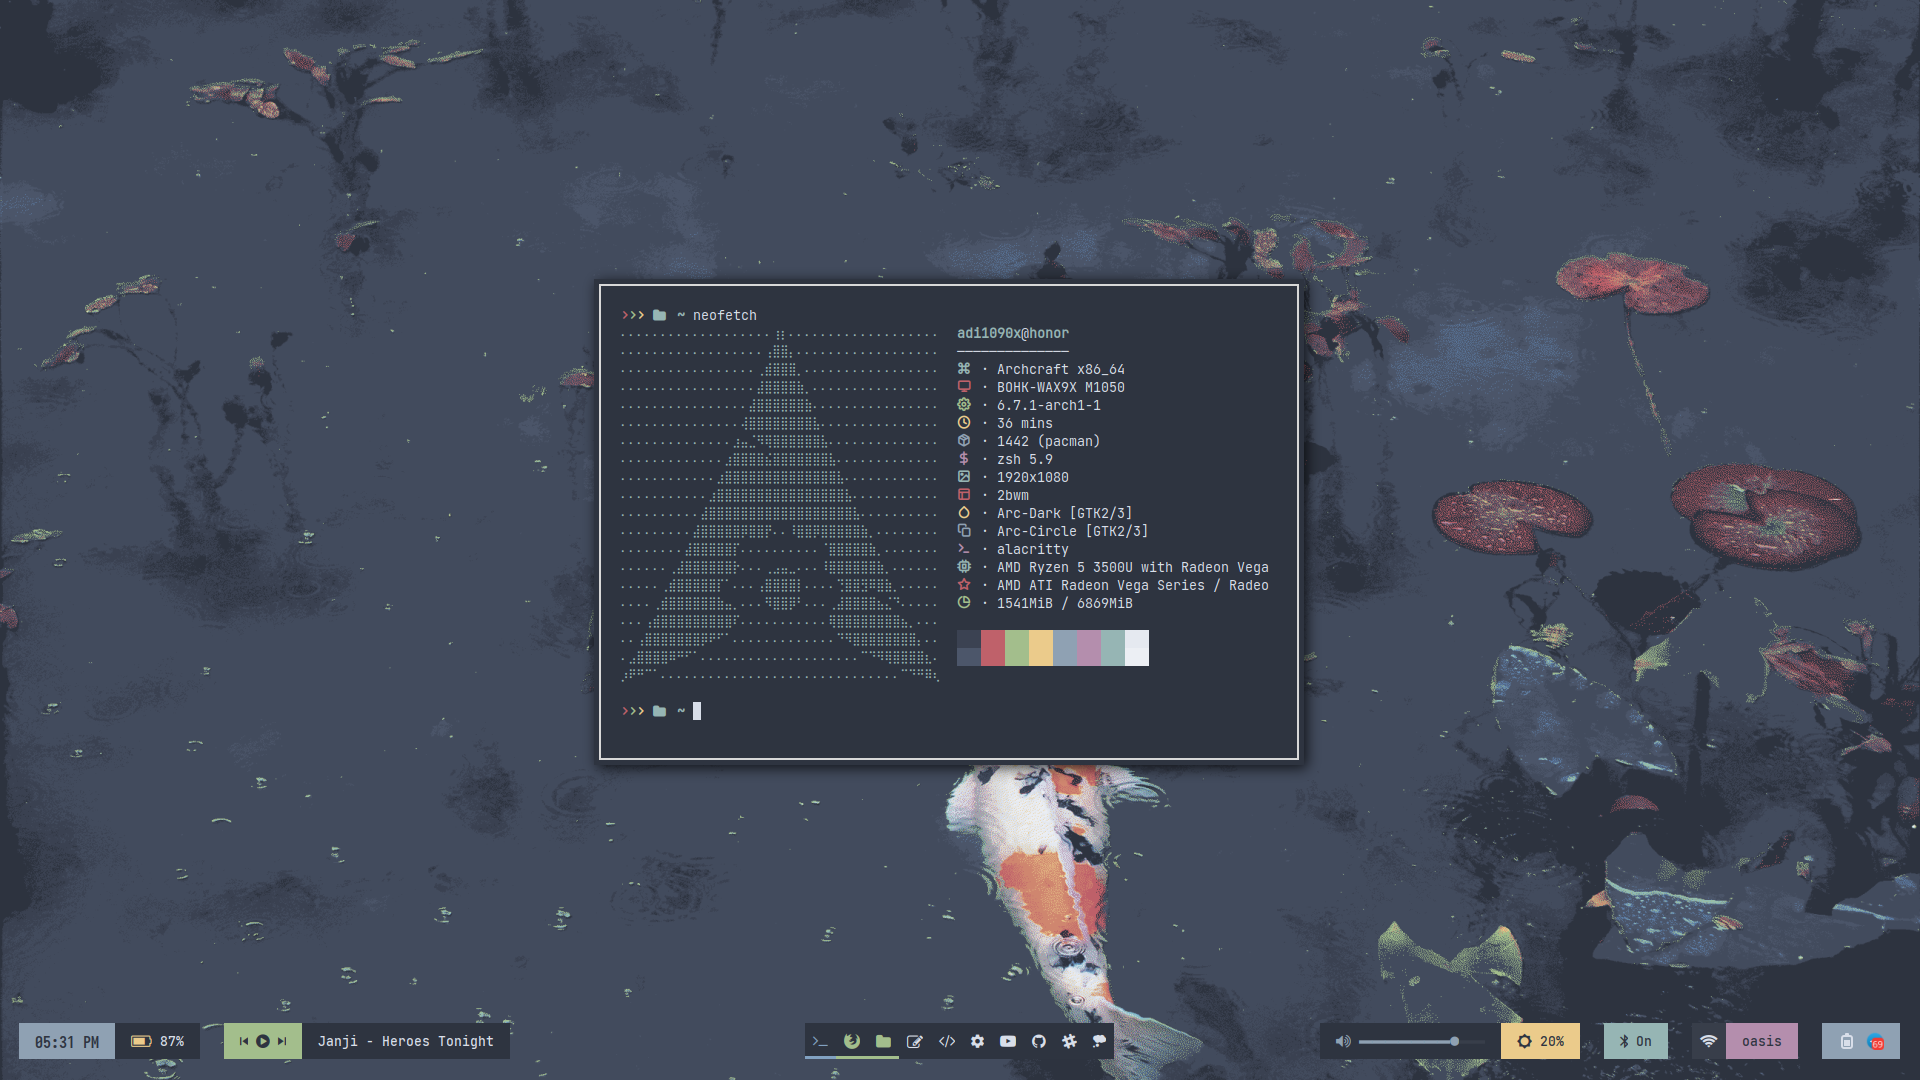 ~ neofetch
adi1090x@honor
· Archcraft x86_64
· BOHK-WAX9X M1050
· 6.7.1-arch1-1
· 36 mins
· 1442 (pacman)
· zsh 5.9
· 1920x1080
· 2bwm
· Arc-Dark [GTK2/3]
· Arc-Circle [GTK2/3]
· alacritty
· AMD Ryzen 5 3500U with Radeon Vega
· AMD ATI Radeon Vega Series / Radeo
· 1541MiB / 6869MiB
~
05:31 PM 87% Janji - Heroes Tonight 20% On oasis 69